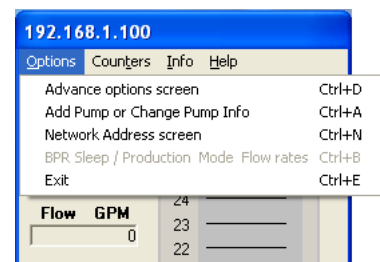 192.168.1.100
Options Counters Info Help
Advance options screen Ctrl+D
Add Pump or Change Pump Info Ctrl+A
Network Address screen Ctrl+N
BPR Sleep / Production Mode Flow rates Ctrl+B
Exit Ctrl+E
24
Flow GPM
23
0
22